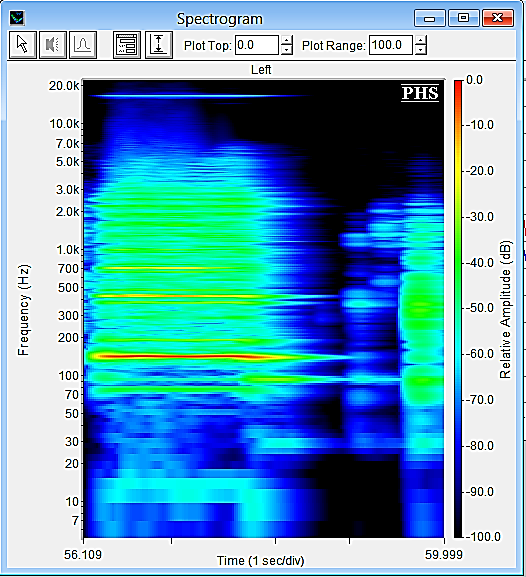 Spectrogram
Plot Top: 0.0 Plot Range: 100.0
Left
PHS
20.0k
10.0k
7.0k
5.0k
3.0k
2.0k
1.0k
700
500
300
200
100
70
50
30
20
10
7
Frequency (Hz)
56.109
Time (1 sec/div)
59.999
0.0
-10.0
-20.0
-30.0
-40.0
-50.0
-60.0
-70.0
-80.0
-90.0
-100.0
Relative Amplitude (dB)